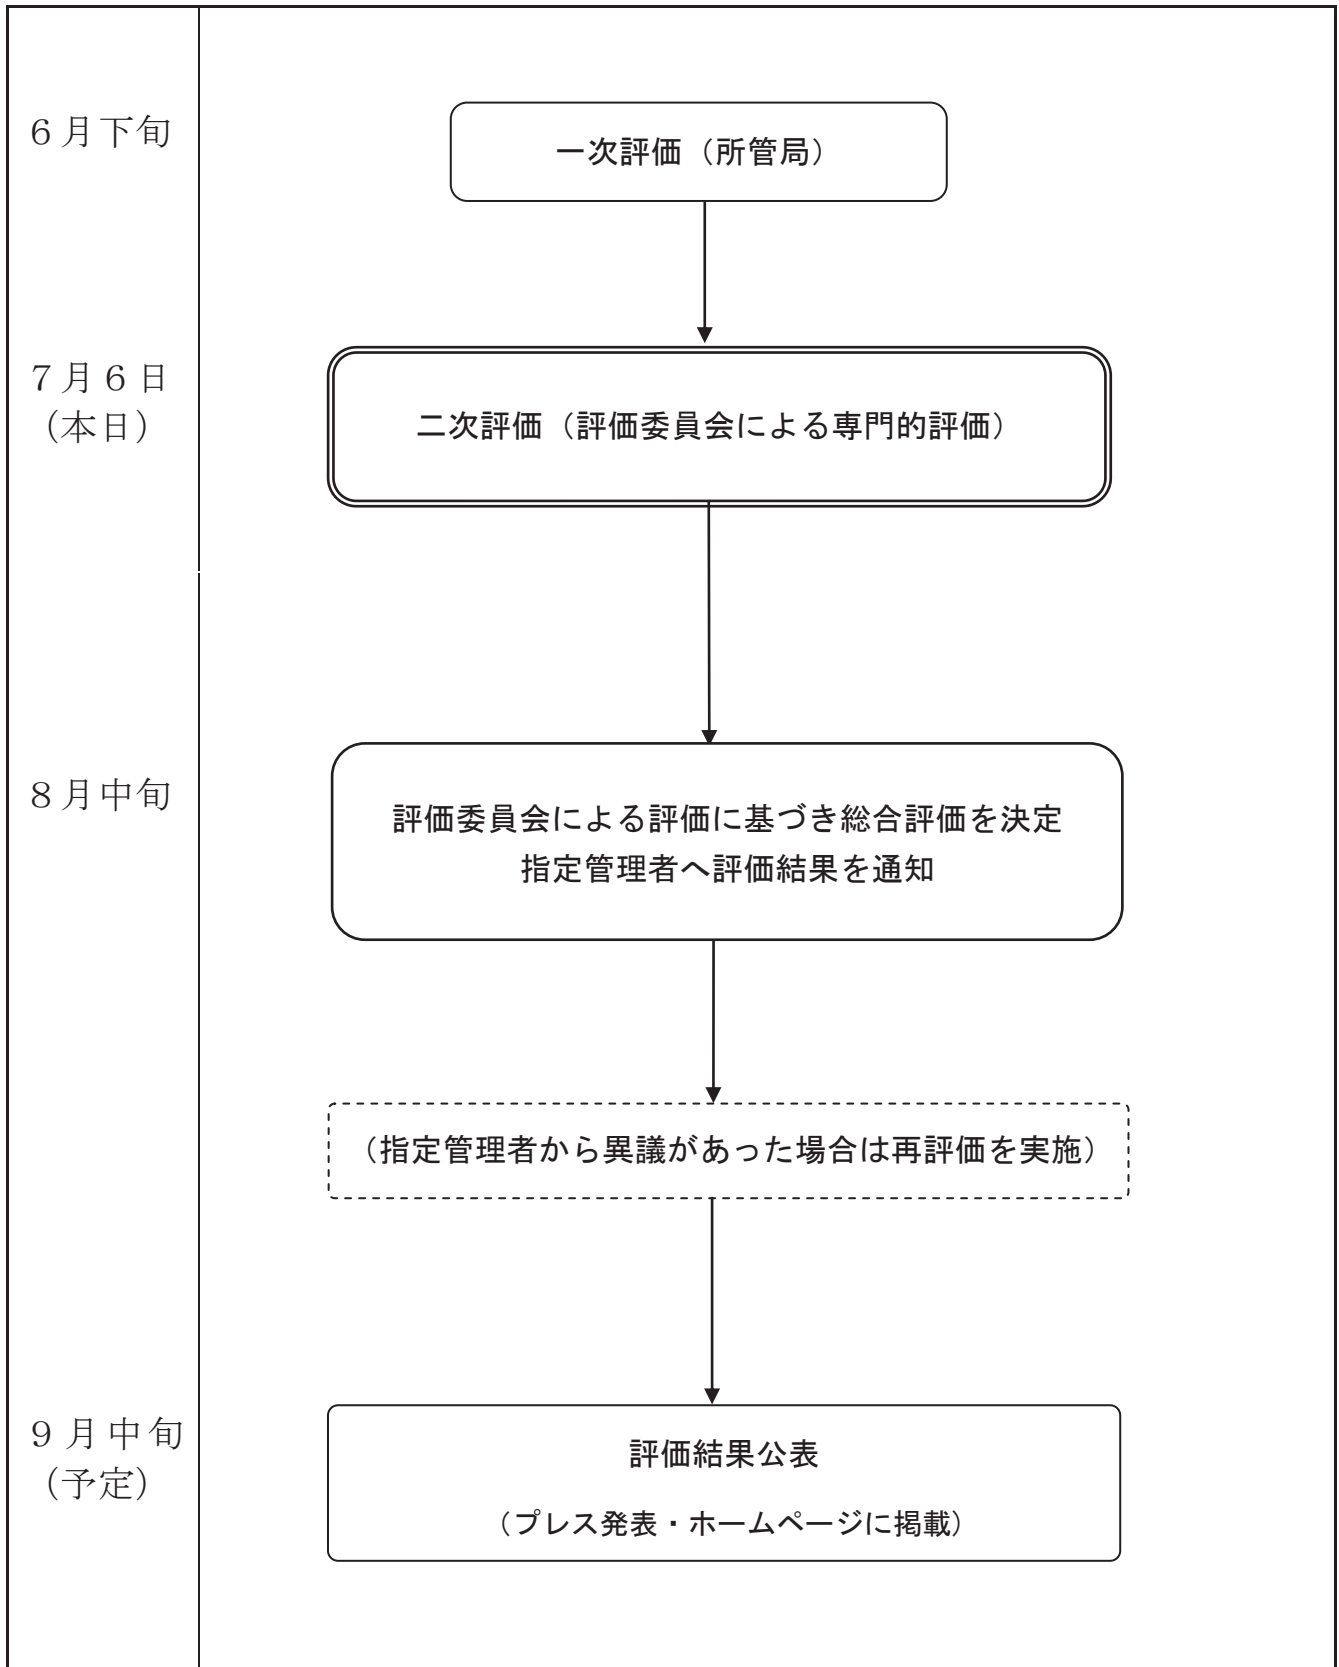 ６月下旬
一次評価（所管局）
７月６日
（本日）
二次評価（評価委員会による専門的評価）
８月中旬
評価委員会による評価に基づき総合評価を決定
指定管理者へ評価結果を通知
（指定管理者から異議があった場合は再評価を実施）
９月中旬
（予定）
評価結果公表
（プレス発表・ホームページに掲載）